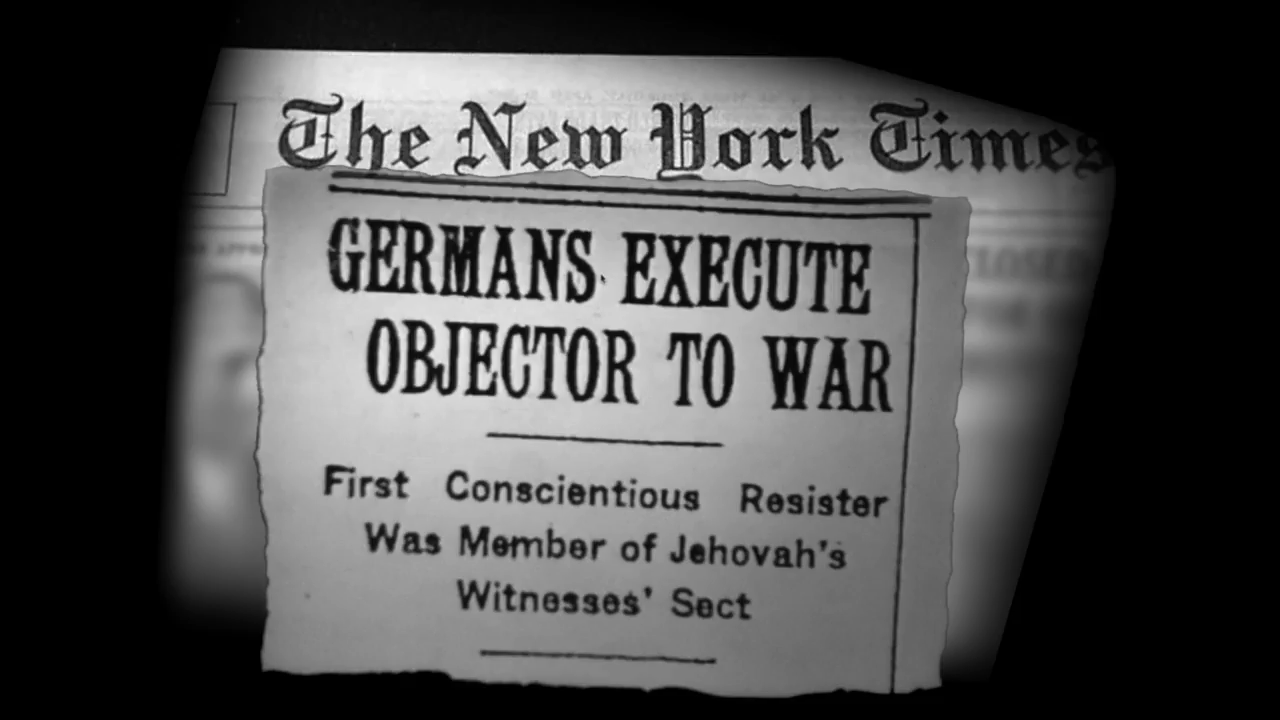 The New York Times
GERMANS EXECUTE
OBJECTOR TO WAR
First Conscientious Resister
Was Member of Jehovah's
Witnesses' Sect